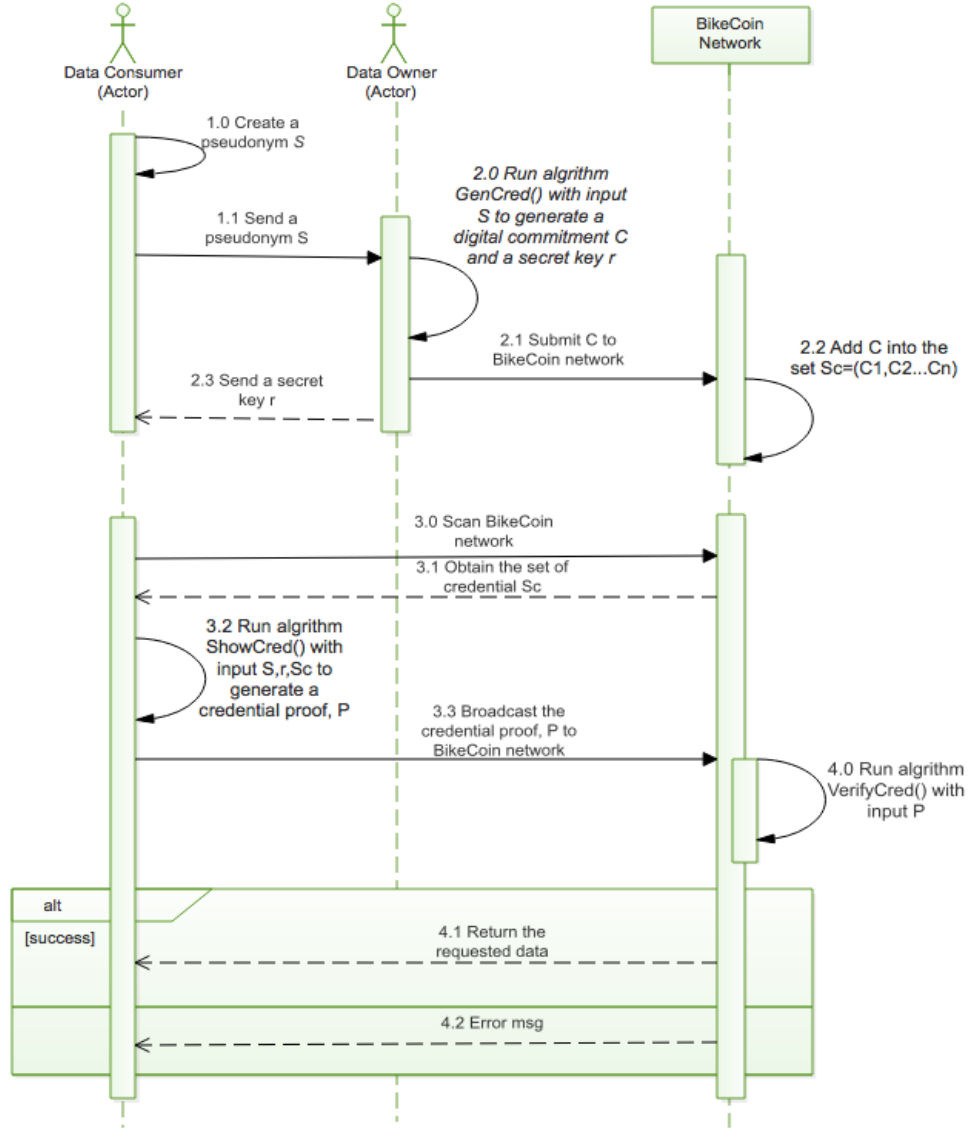 Data Consumer
(Actor)
Data Owner
(Actor)
BikeCoin
Network
1.0 Create a
pseudonym S
1.1 Send a
pseudonym S
2.0 Run algrithm
GenCred() with input
S to generate a
digital commitment C
and a secret key r
2.1 Submit C to
BikeCoin network
2.2 Add C into the
set Sc=(C1,C2...Cn)
2.3 Send a secret
key r
3.0 Scan BikeCoin
network
3.1 Obtain the set of
credential Sc
3.2 Run algrithm
ShowCred() with
input S,r,Sc to
generate a
credential proof, P
3.3 Broadcast the
credential proof, P to
BikeCoin network
4.0 Run algrithm
VerifyCred() with
input P
alt
[success]
4.1 Return the
requested data
4.2 Error msg